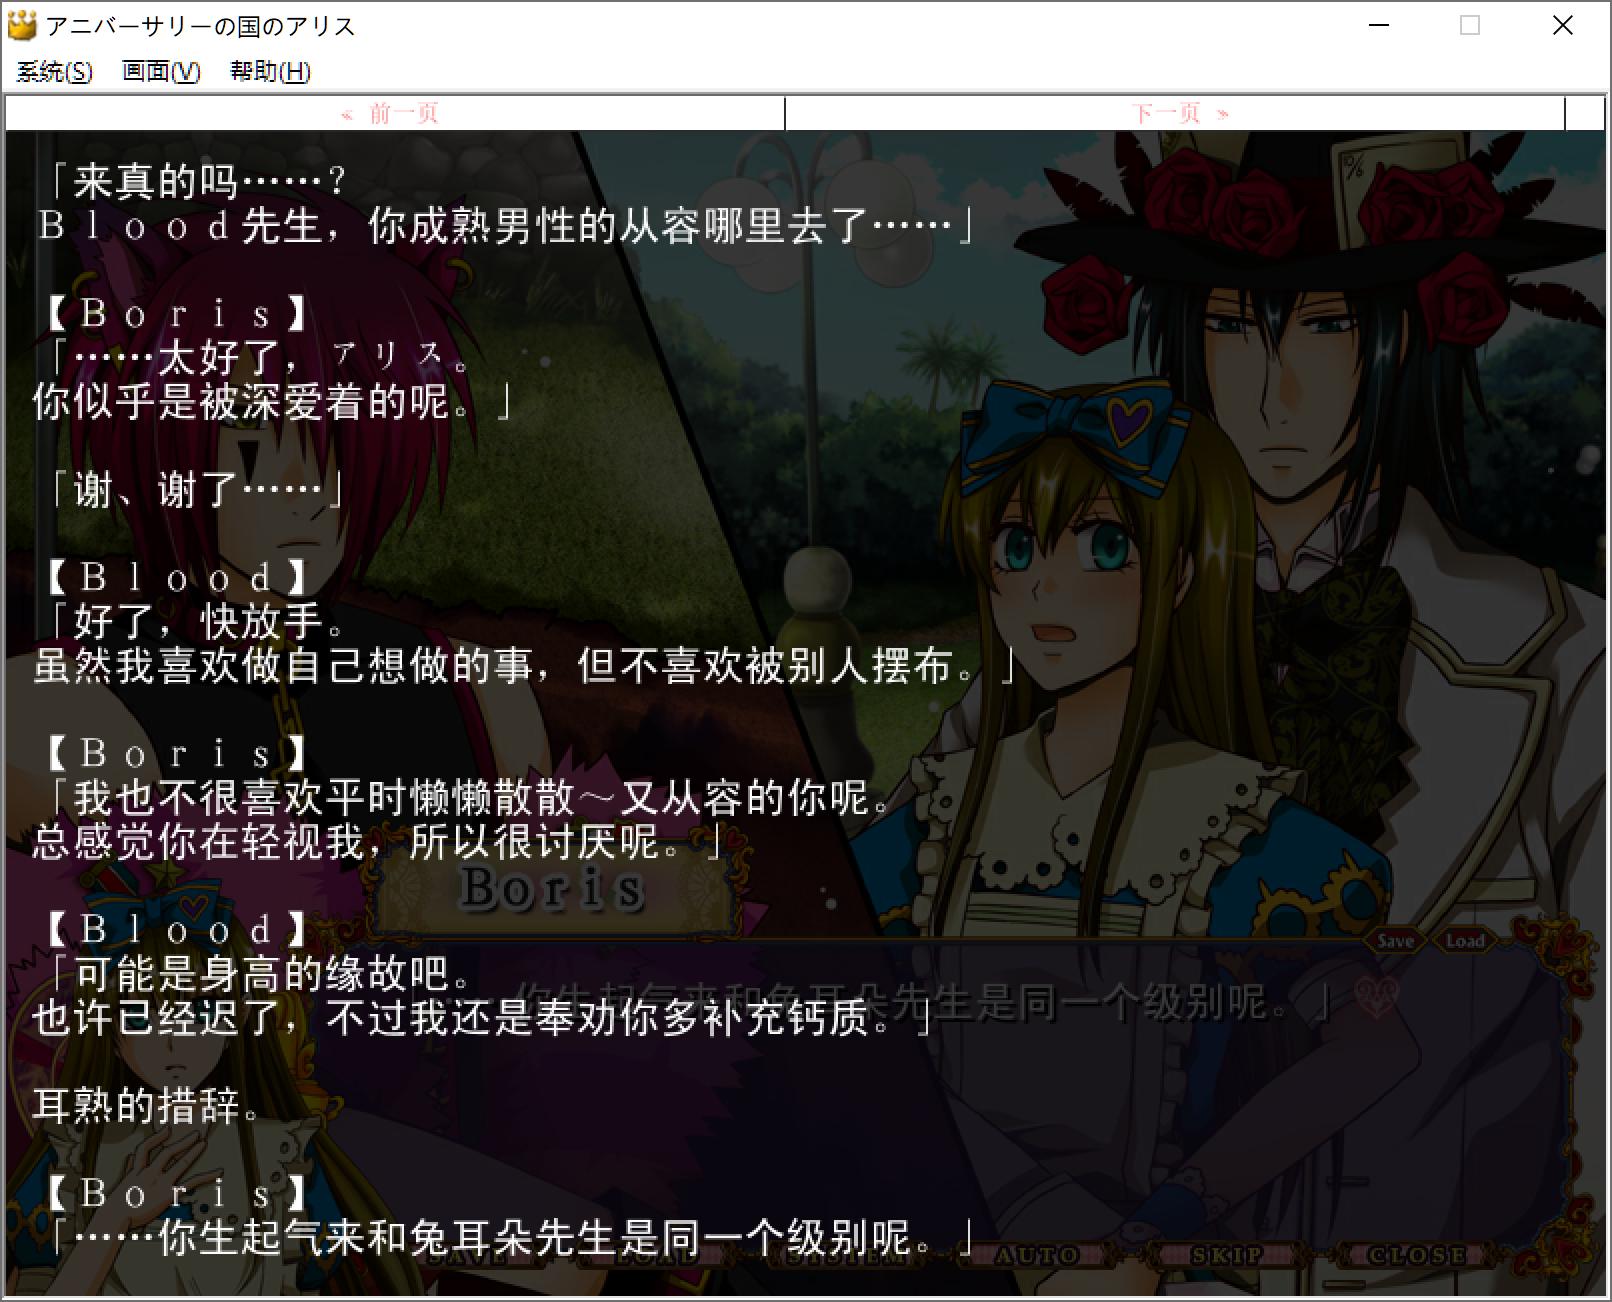 アニバーサリーの国のアリス
系统(S) 画面(V) 帮助(H)
« 前一页 下一页 »
「来真的吗……？
Ｂｌｏｏｄ先生，你成熟男性的从容哪里去了……」
【Ｂｏｒｉｓ】
「……太好了，アリス。
你似乎是被深爱着的呢。」
「谢、谢了……」
【Ｂｌｏｏｄ】
「好了，快放手。
虽然我喜欢做自己想做的事，但不喜欢被别人摆布。」
【Ｂｏｒｉｓ】
「我也不很喜欢平时懒懒散散～又从容的你呢。
总感觉你在轻视我，所以很讨厌呢。」
Boris
【Ｂｌｏｏｄ】
Save Load
「可能是身高的缘故吧。
你生起气来和兔耳朵先生是同一个级别呢。」
也许已经迟了，不过我还是奉劝你多补充钙质。」
耳熟的措辞。
【Ｂｏｒｉｓ】
「……你生起气来和兔耳朵先生是同一个级别呢。」
SAVE LOAD SYSTEM AUTO SKIP CLOSE